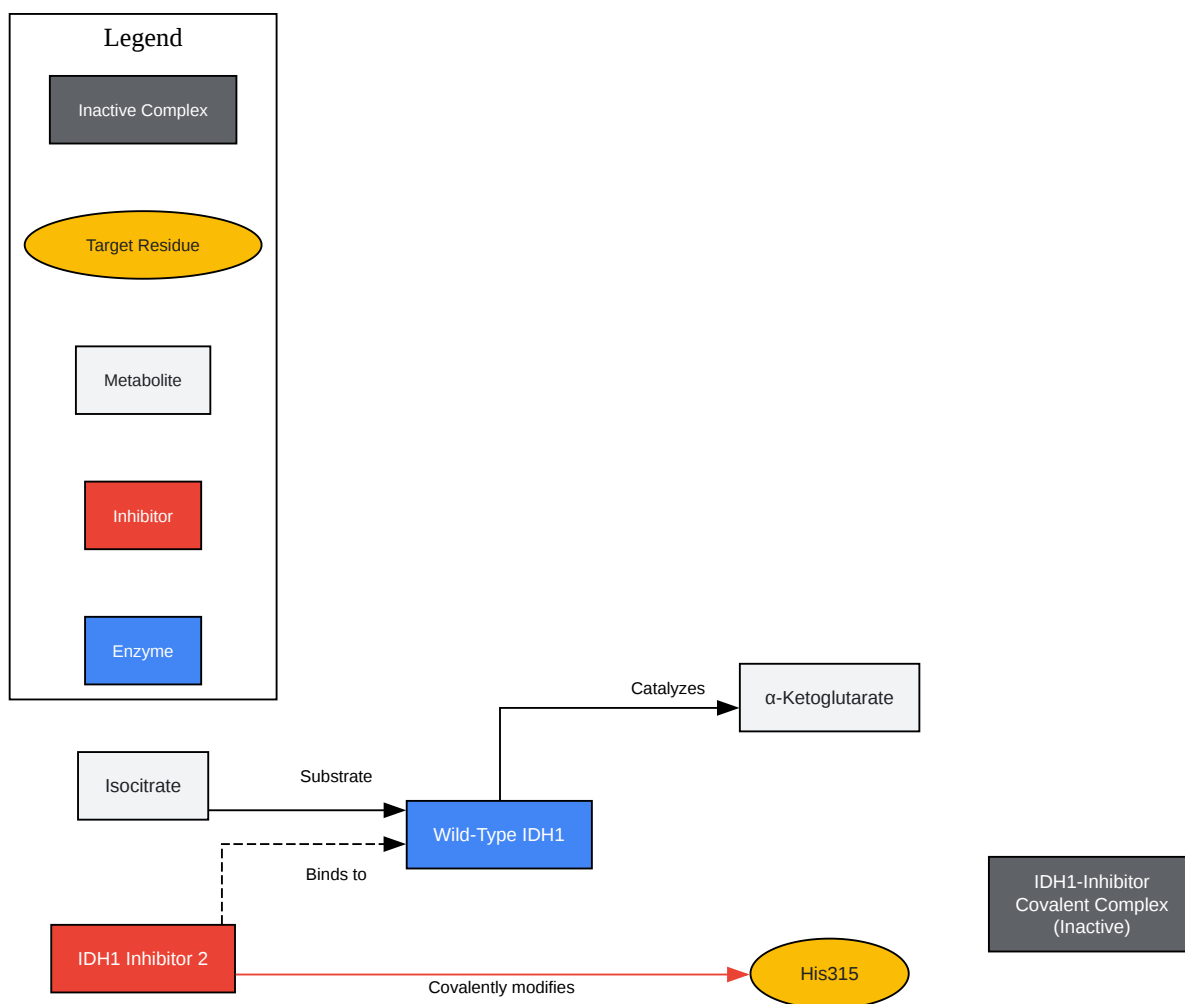 Legend
Inactive Complex
Target Residue
Metabolite
Inhibitor
Enzyme
Catalyzes
α-Ketoglutarate
Isocitrate
Substrate
Wild-Type IDH1
Binds to
IDH1-Inhibitor
Covalent Complex
(Inactive)
IDH1 Inhibitor 2
Covalently modifies
His315